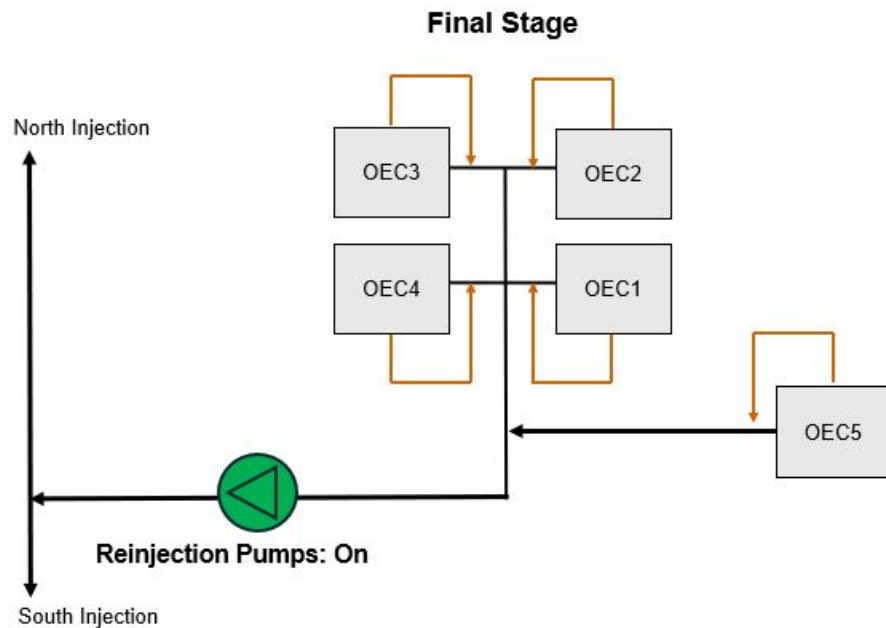 Final Stage
North Injection
OEC3
OEC2
OEC4
OEC1
OEC5
Reinjection Pumps: On
South Injection